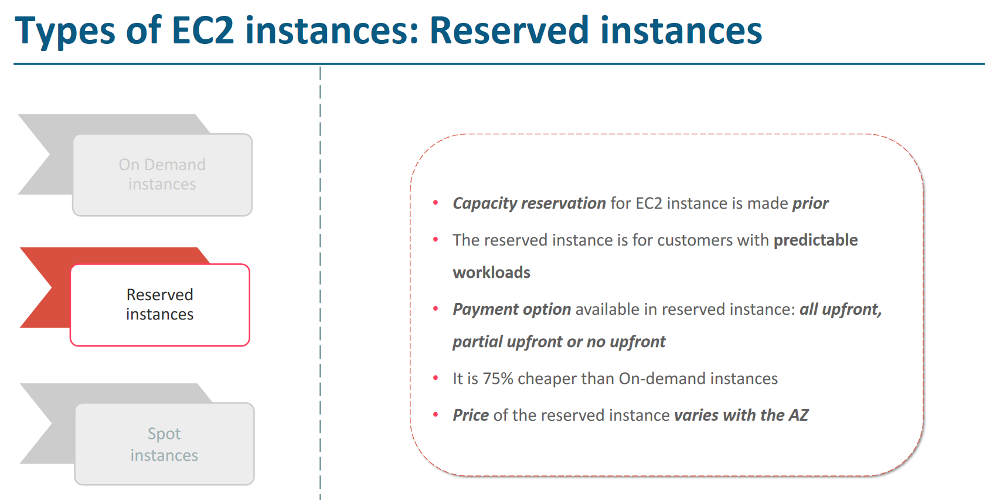 Types of EC2 instances: Reserved instances
On Demand
instances
Reserved
instances
Spot
instances
• Capacity reservation for EC2 instance is made prior
• The reserved instance is for customers with predictable
workloads
• Payment option available in reserved instance: all upfront,
partial upfront or no upfront
• It is 75% cheaper than On-demand instances
• Price of the reserved instance varies with the AZ